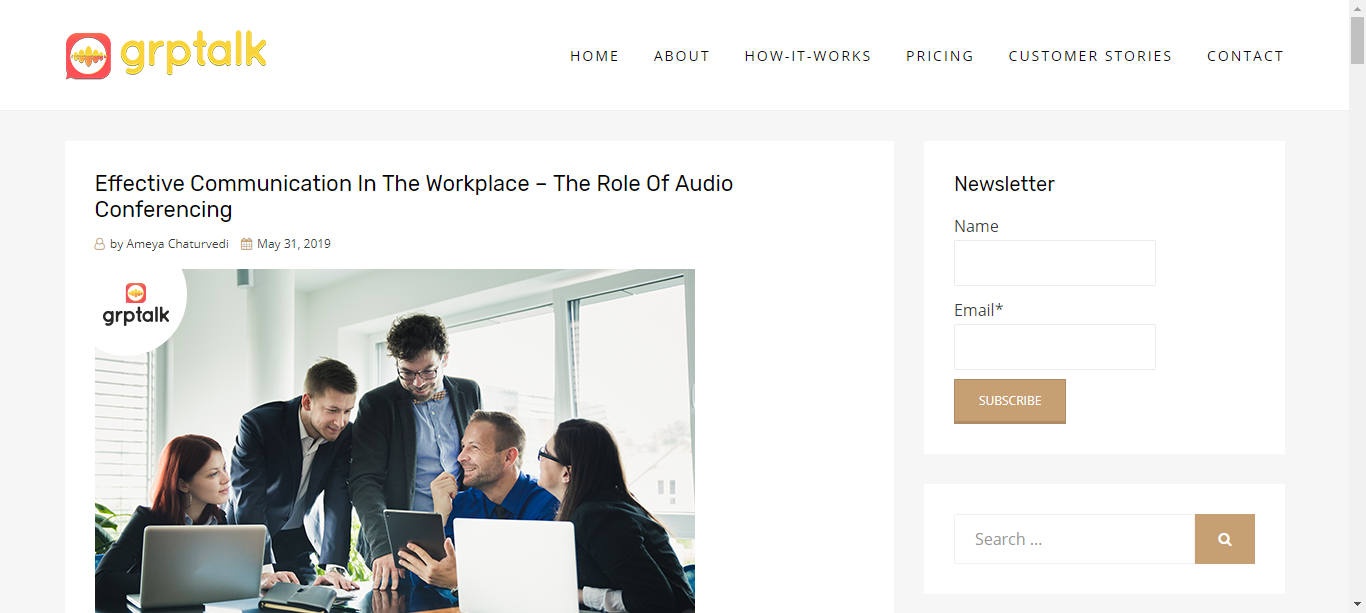 grptalk
HOME ABOUT HOW-IT-WORKS PRICING CUSTOMER STORIES CONTACT
Effective Communication In The Workplace – The Role Of Audio
Conferencing
by Ameya Chaturvedi May 31, 2019
grptalk
Newsletter
Name
Email*
SUBSCRIBE
Search ...